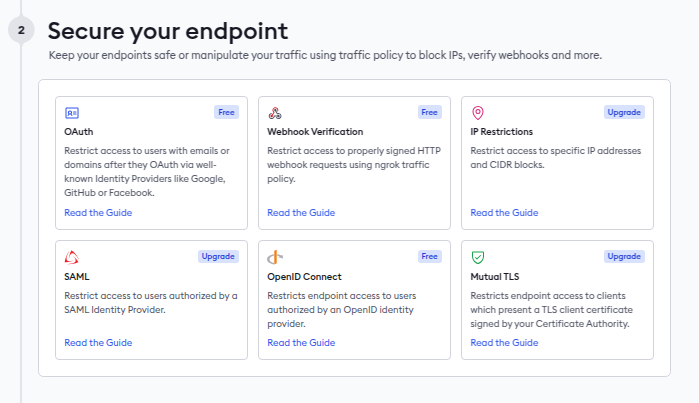 2
Secure your endpoint
Keep your endpoints safe or manipulate your traffic using traffic policy to block IPs, verify webhooks and more.
Free
OAuth
Restrict access to users with emails or
domains after they OAuth via well-
known Identity Providers like Google,
GitHub or Facebook.
Read the Guide
Free
Webhook Verification
Restrict access to properly signed HTTP
webhook requests using ngrok traffic
policy.
Read the Guide
Upgrade
IP Restrictions
Restrict access to specific IP addresses
and CIDR blocks.
Read the Guide
Upgrade
SAML
Restrict access to users authorized by a
SAML Identity Provider.
Read the Guide
Free
OpenID Connect
Restricts endpoint access to users
authorized by an OpenID identity
provider.
Read the Guide
Upgrade
Mutual TLS
Restricts endpoint access to clients
which present a TLS client certificate
signed by your Certificate Authority.
Read the Guide